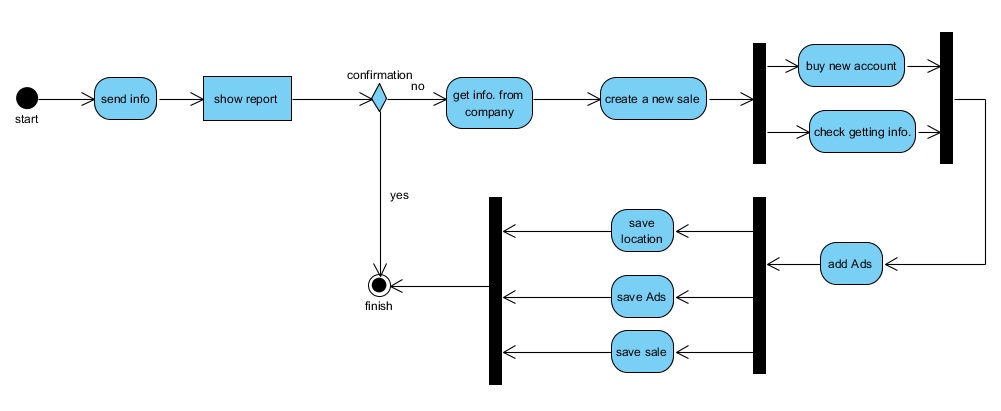 start
send info
show report
confirmation
no
get info. from
company
create a new sale
buy new account
check getting info.
yes
save
location
add Ads
save Ads
finish
save sale